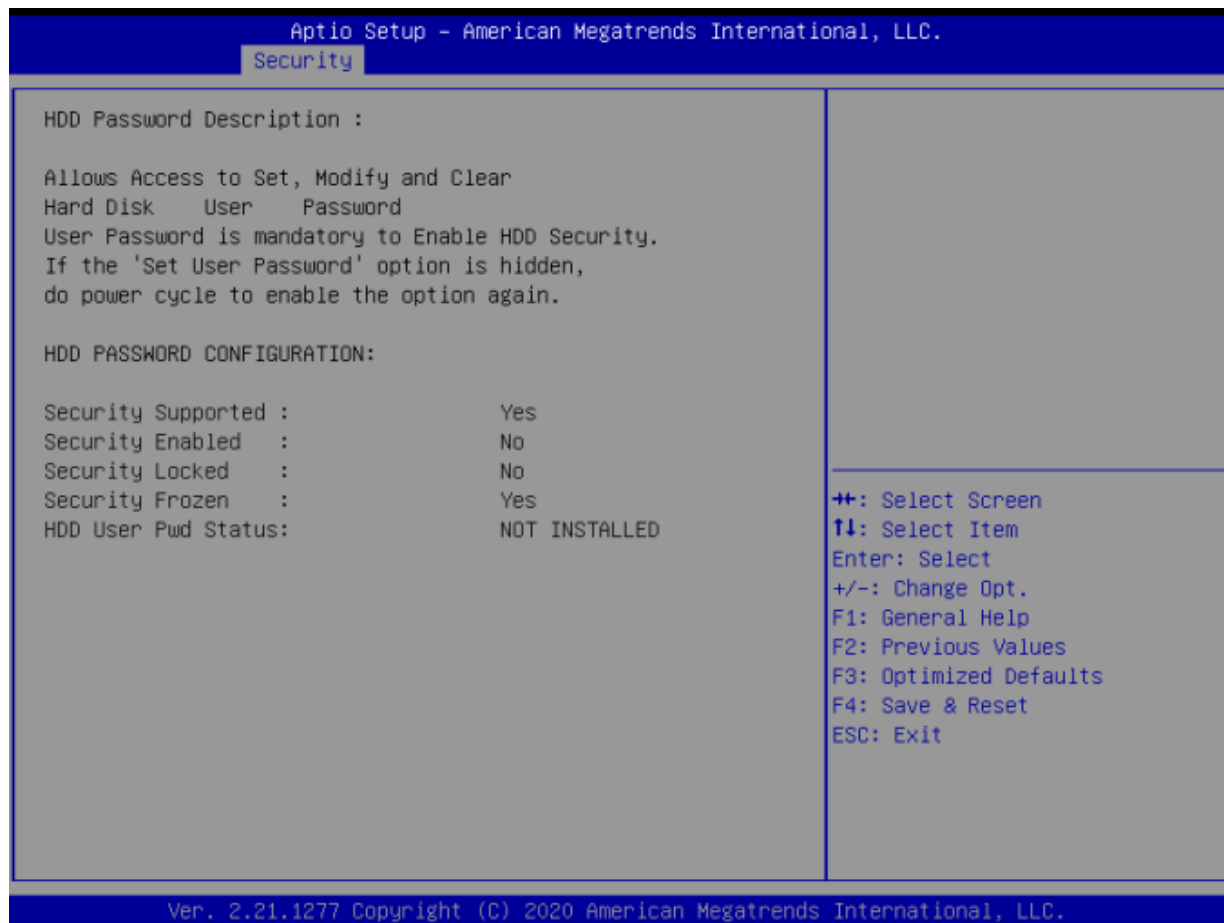 Aptio Setup – American Megatrends International, LLC.
Security
HDD Password Description :
Allows Access to Set, Modify and Clear
Hard Disk    User    Password
User Password is mandatory to Enable HDD Security.
If the 'Set User Password' option is hidden,
do power cycle to enable the option again.
HDD PASSWORD CONFIGURATION:
Security Supported :    Yes
Security Enabled   :    No
Security Locked    :    No
Security Frozen    :    Yes
HDD User Pwd Status:    NOT INSTALLED
→←: Select Screen
↑↓: Select Item
Enter: Select
+/-: Change Opt.
F1: General Help
F2: Previous Values
F3: Optimized Defaults
F4: Save & Reset
ESC: Exit
Ver. 2.21.1277 Copyright (C) 2020 American Megatrends International, LLC.